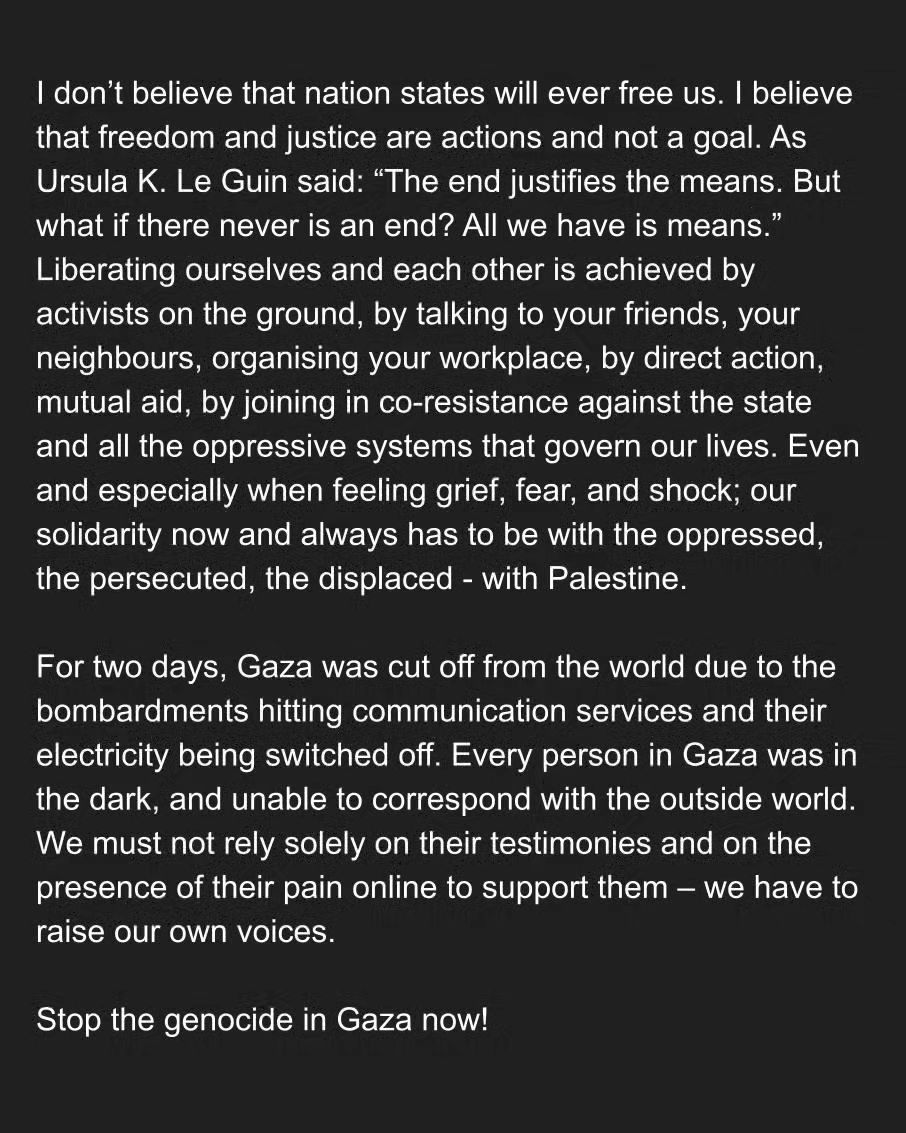 I don’t believe that nation states will ever free us. I believe
that freedom and justice are actions and not a goal. As
Ursula K. Le Guin said: “The end justifies the means. But
what if there never is an end? All we have is means.”
Liberating ourselves and each other is achieved by
activists on the ground, by talking to your friends, your
neighbours, organising your workplace, by direct action,
mutual aid, by joining in co-resistance against the state
and all the oppressive systems that govern our lives. Even
and especially when feeling grief, fear, and shock; our
solidarity now and always has to be with the oppressed,
the persecuted, the displaced - with Palestine.

For two days, Gaza was cut off from the world due to the
bombardments hitting communication services and their
electricity being switched off. Every person in Gaza was in
the dark, and unable to correspond with the outside world.
We must not rely solely on their testimonies and on the
presence of their pain online to support them – we have to
raise our own voices.

Stop the genocide in Gaza now!